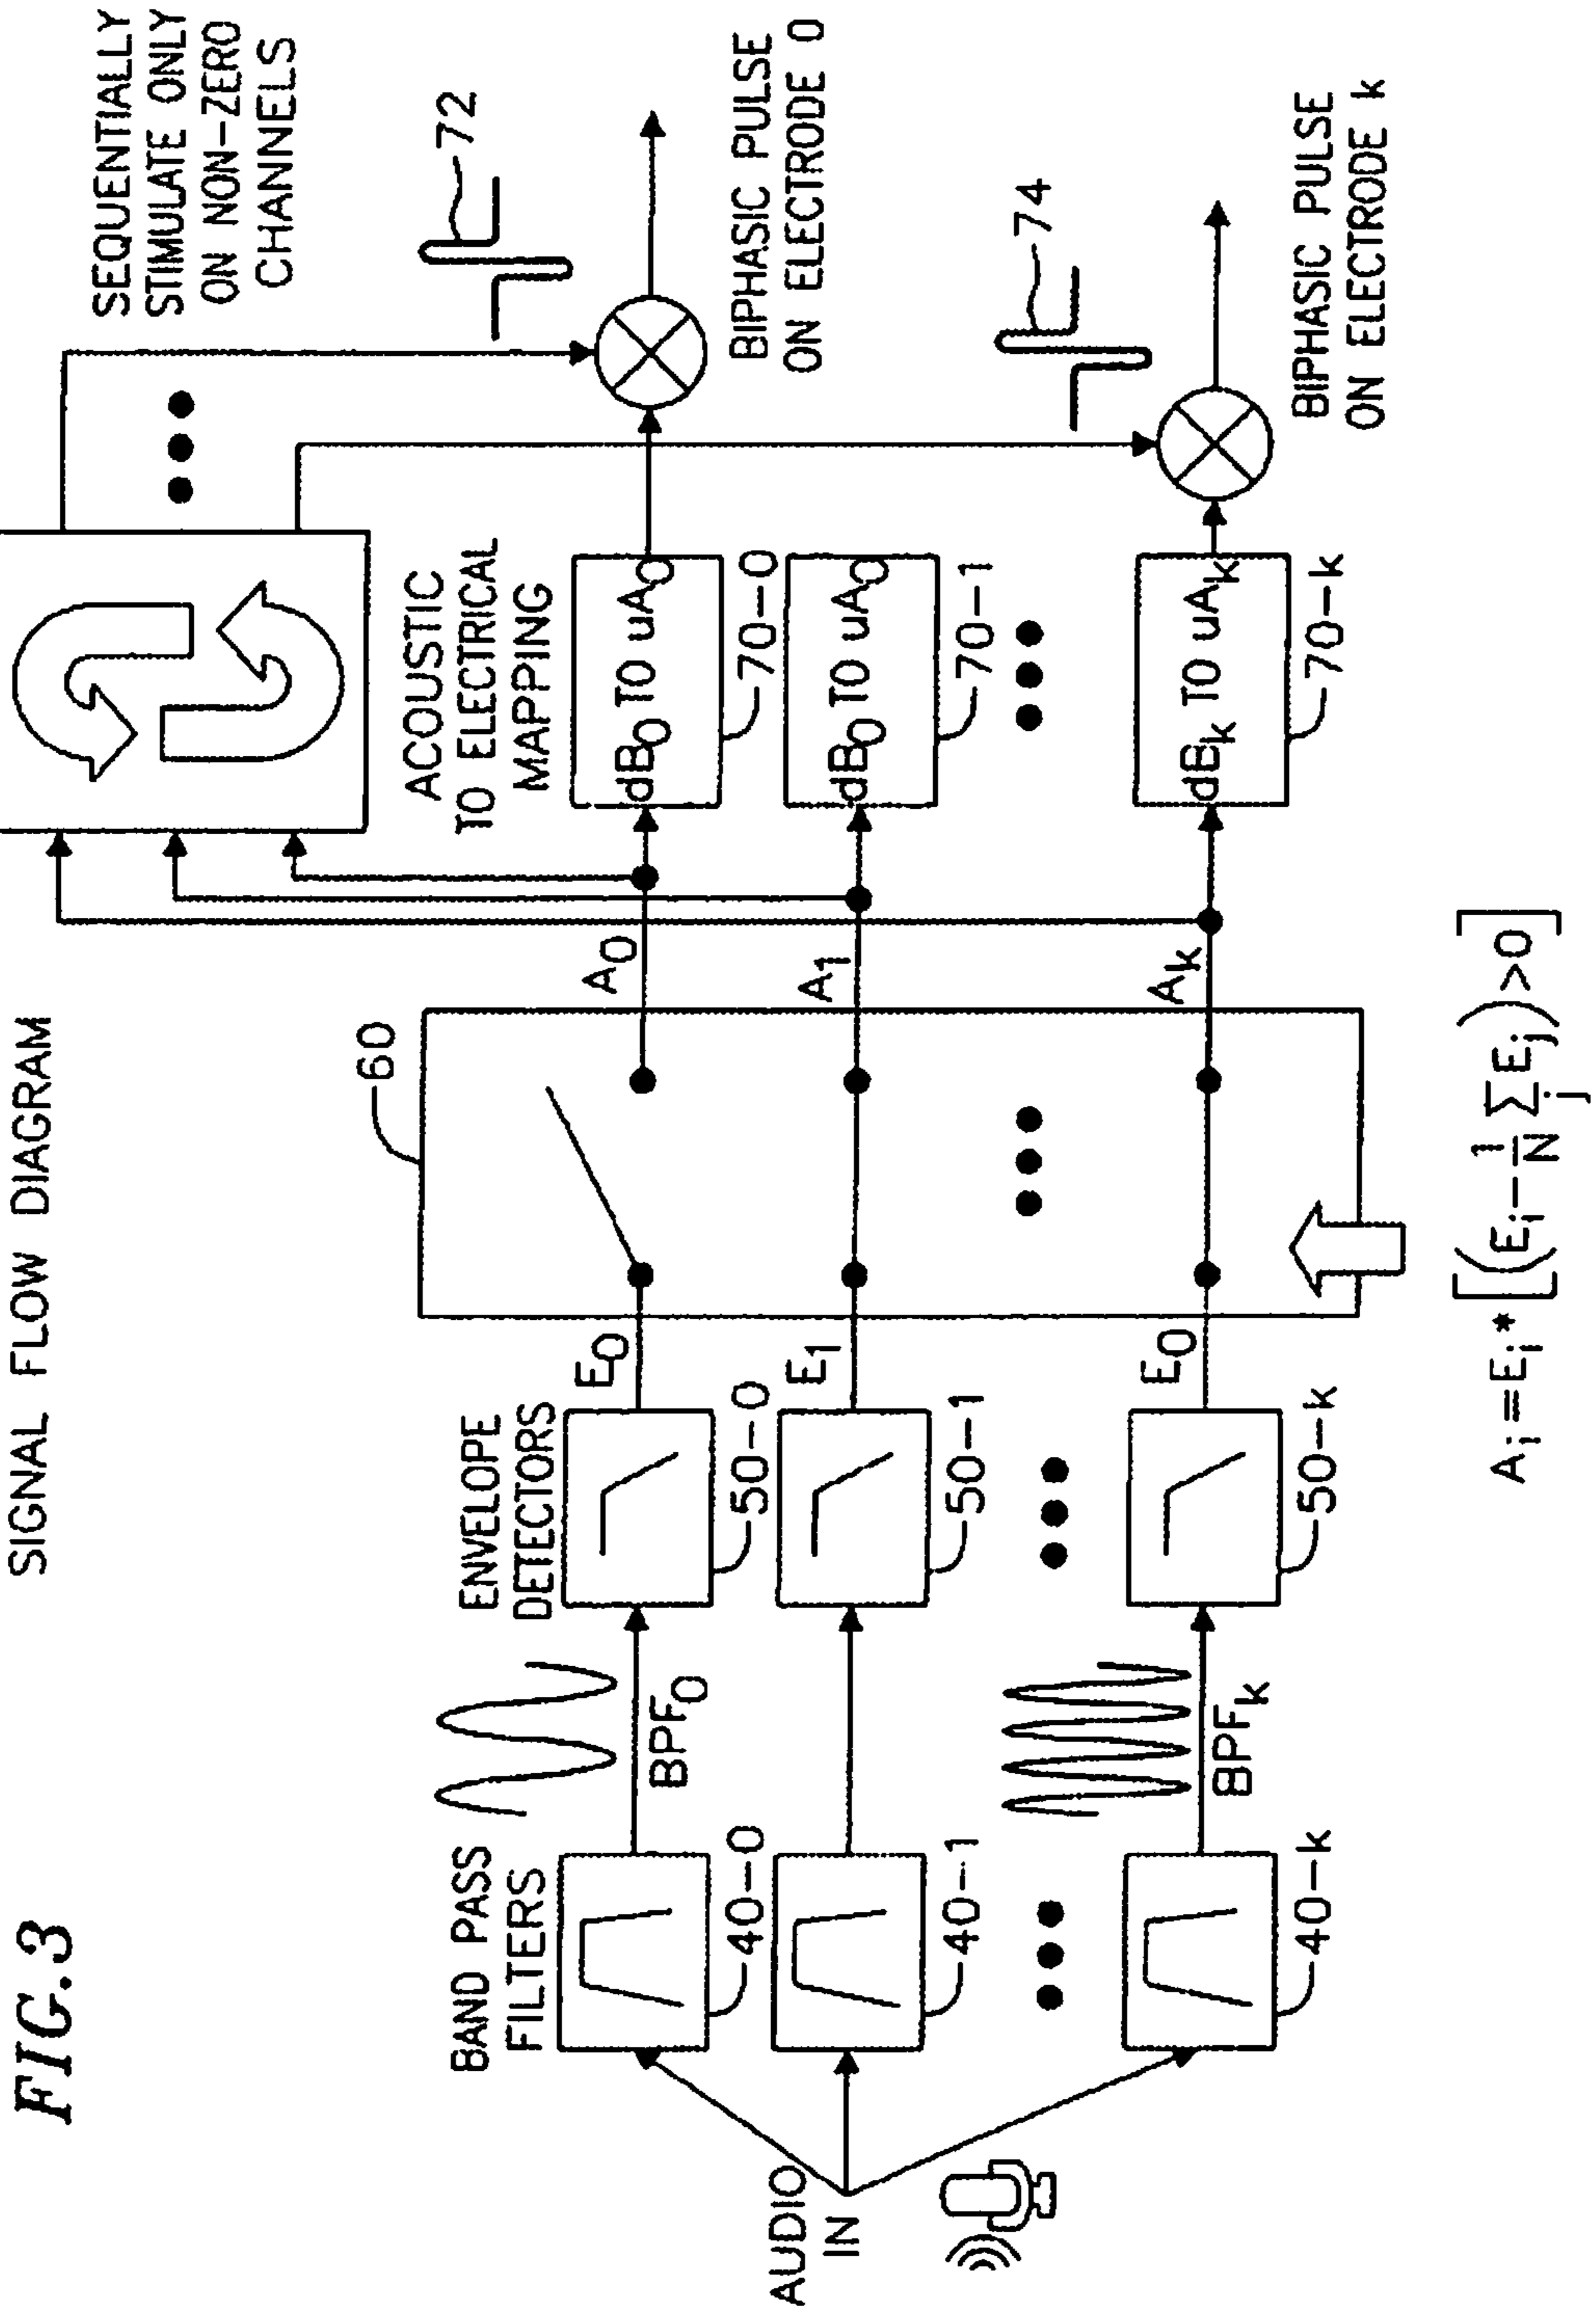 FIG.3
SIGNAL FLOW DIAGRAM
SEQUENTIALLY
STIMULATE ONLY
ON NON-ZERO
CHANNELS
AUDIO
IN
BAND PASS
FILTERS
40-0
40-1
40-k
BPF0
BPFk
ENVELOPE
DETECTORS
50-0
50-1
50-k
E0
E1
E0
60
A0
A1
Ak
ACOUSTIC
TO ELECTRICAL
MAPPING
dB0 TO uA0
70-0
dB0 TO uA0
70-1
dBk TO uAk
70-k
72
BIPHASIC PULSE
ON ELECTRODE 0
74
BIPHASIC PULSE
ON ELECTRODE k
Ai=Ei*[(Ei-1/N ∑j Ej)>0]